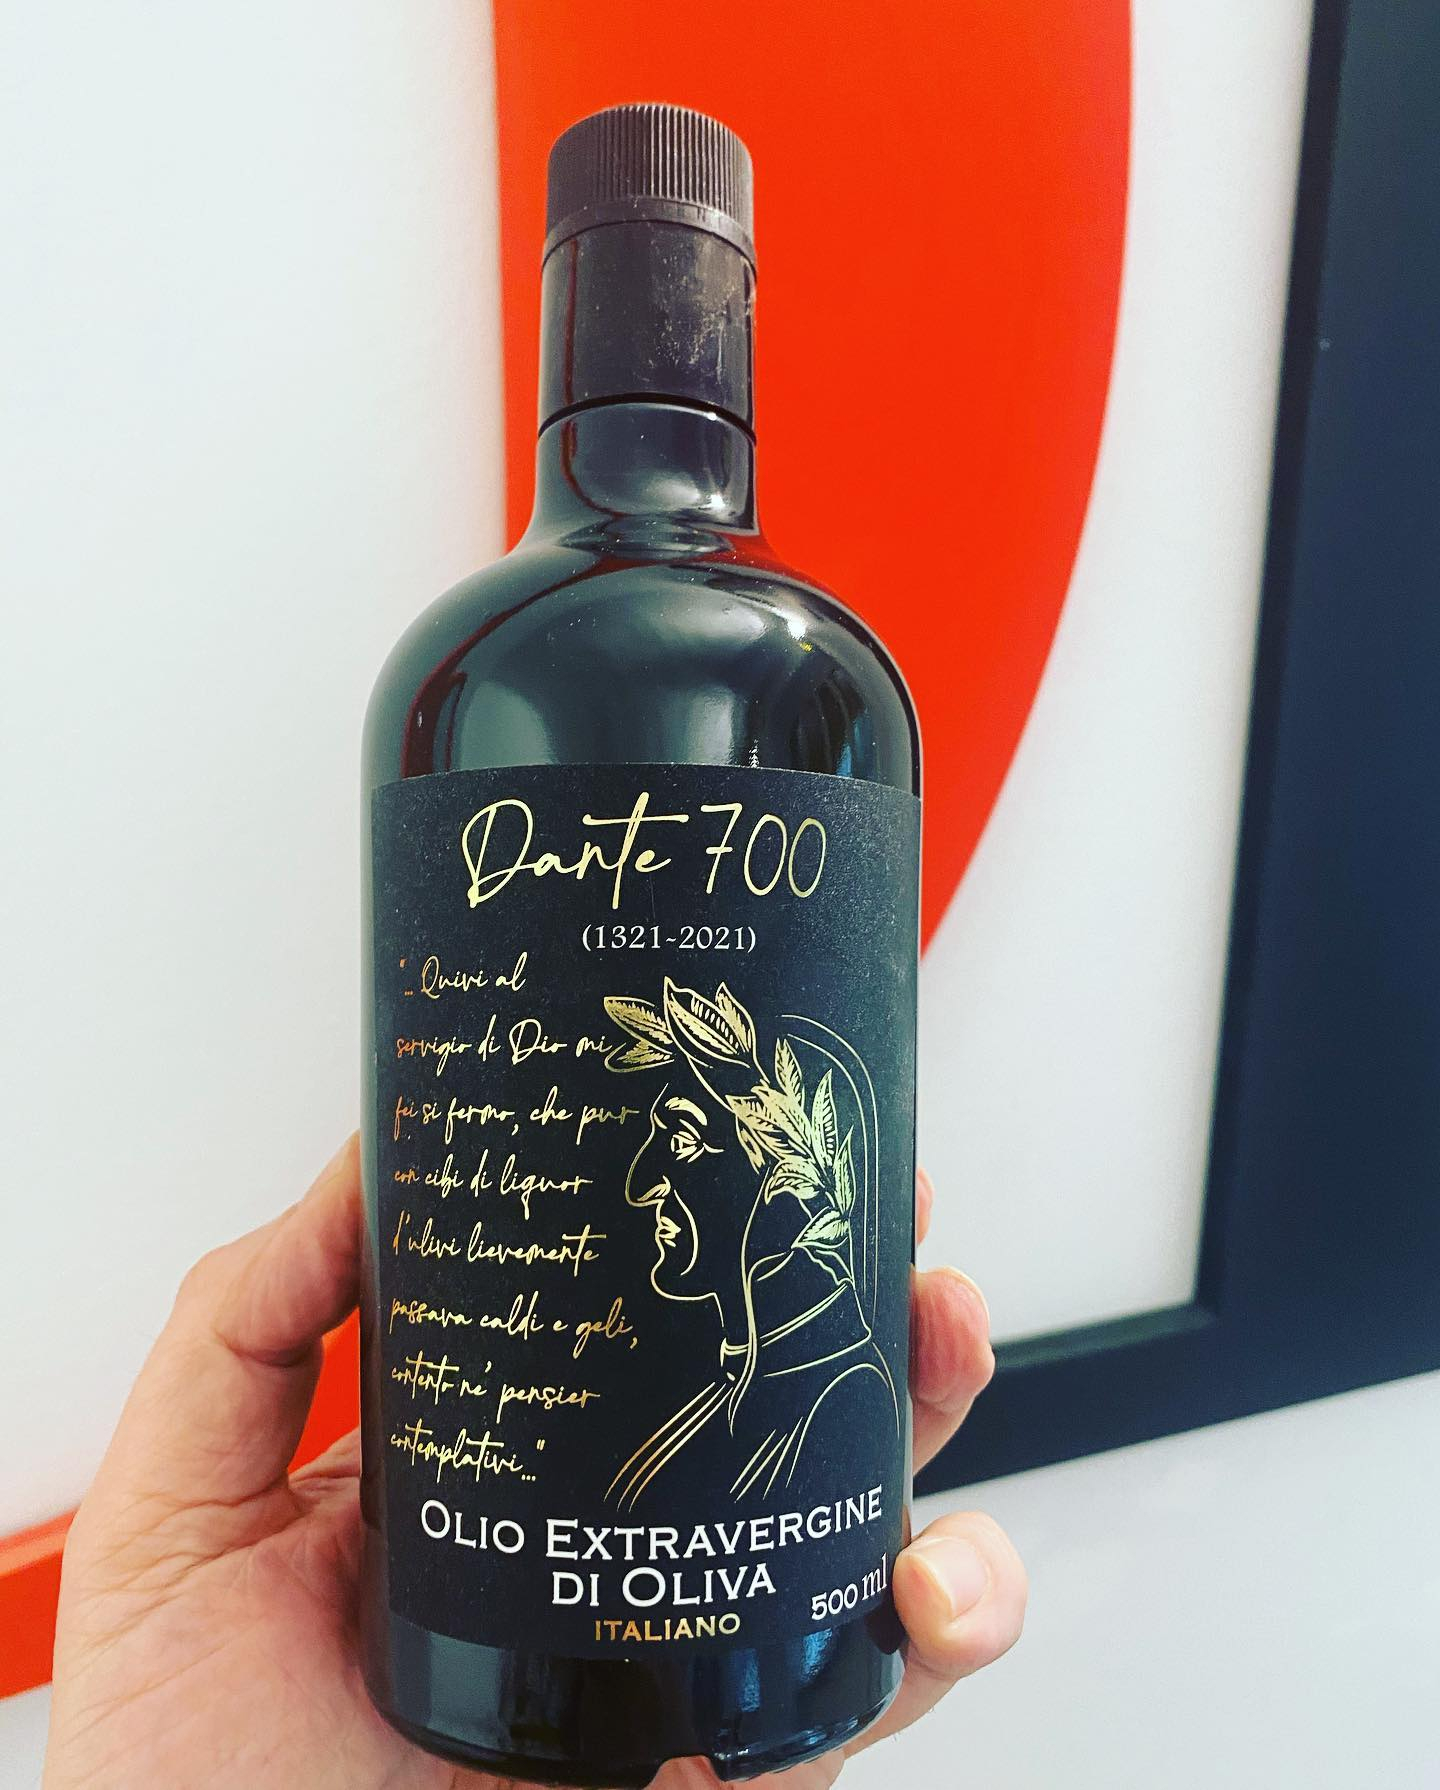 Dante 700
(1321-2021)
"... Quivi al
servigio di Dio mi
fei si fermo, che pur
con cibi di liquor
d'ulivi lievemente
passava caldi e geli,
contento ne' pensier
contemplativi..."
OLIO EXTRAVERGINE
DI OLIVA
500 ml
ITALIANO